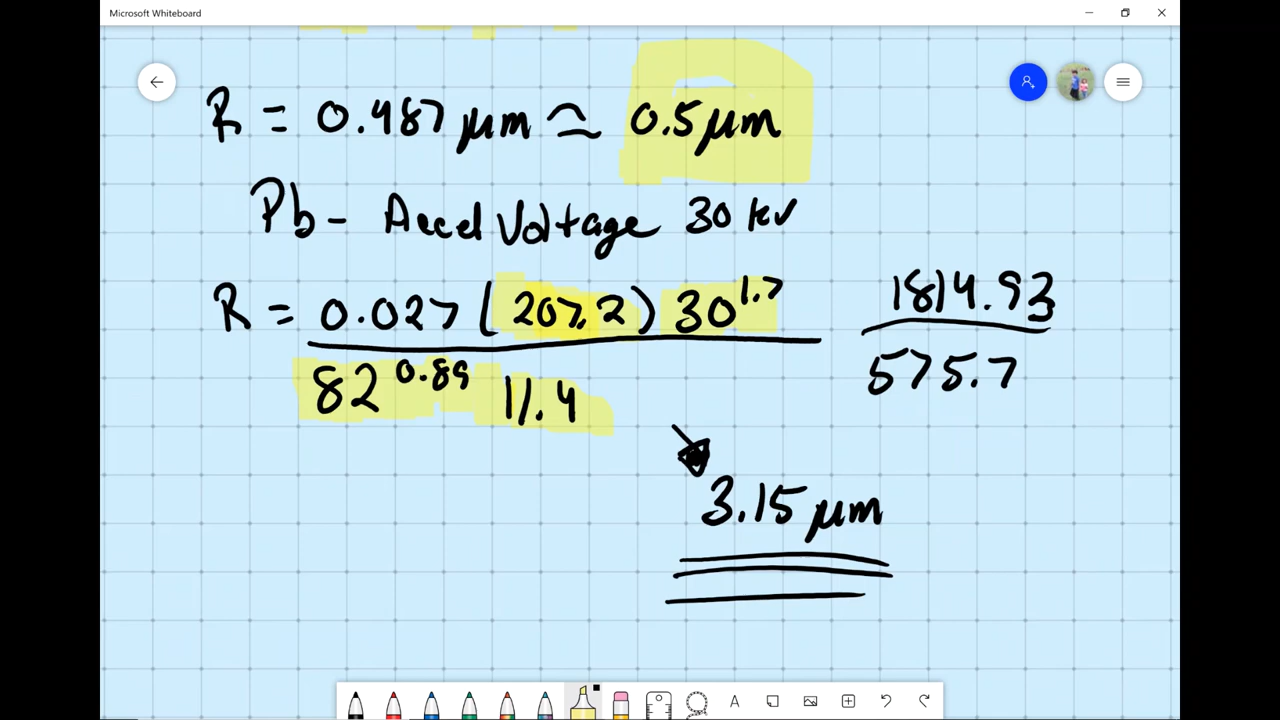 Microsoft Whiteboard
R = 0.487 μm ≃ 0.5 μm
Pb - Accel Voltage 30 kV
R = 0.027 (207.2) 30^1.7
82^0.89 11.4
1814.93
575.7
3.15 μm
A